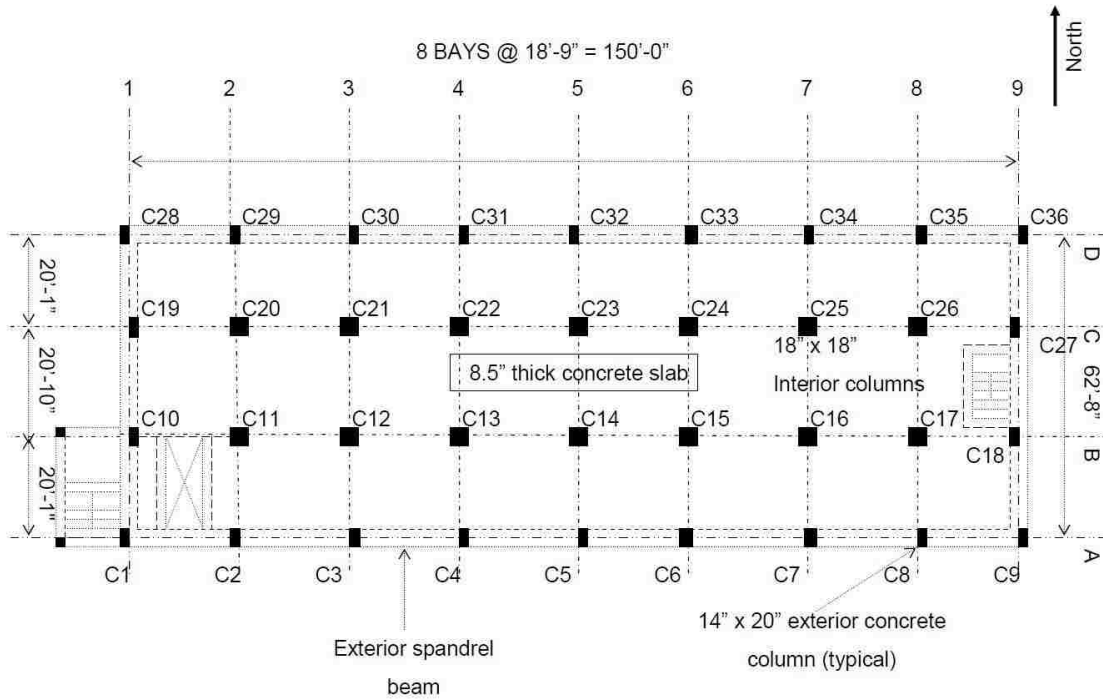 North
8 BAYS @ 18’-9” = 150’-0”
1 2 3 4 5 6 7 8 9
C28 C29 C30 C31 C32 C33 C34 C35 C36
D
20’-1”
C19 C20 C21 C22 C23 C24 C25 C26
C
18” x 18”
C27
20’-10”
8.5” thick concrete slab
Interior columns
62’-8”
C10 C11 C12 C13 C14 C15 C16 C17
C18
B
20’-1"
A
C1 C2 C3 C4 C5 C6 C7 C8 C9
14” x 20” exterior concrete
column (typical)
Exterior spandrel
beam